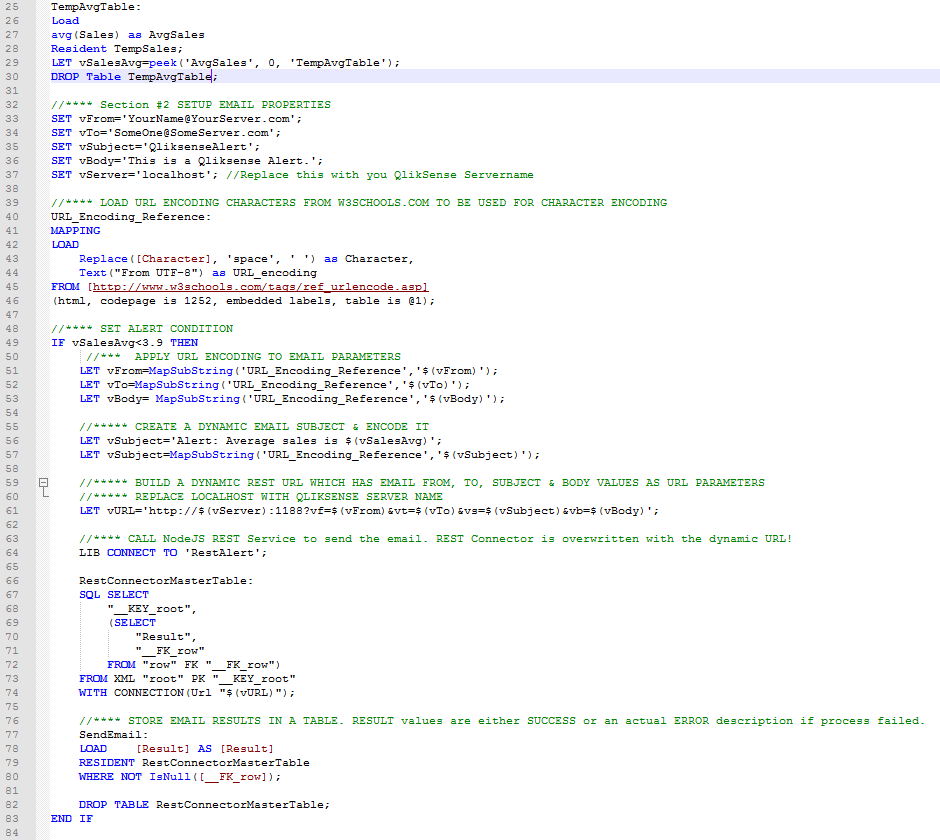 25 TempAvgTable:
26 Load
27 avg(Sales) as AvgSales
28 Resident TempSales;
29 LET vSalesAvg=peek('AvgSales', 0, 'TempAvgTable');
30 DROP Table TempAvgTable;
31
32 //**** Section #2 SETUP EMAIL PROPERTIES
33 SET vFrom='YourName@YourServer.com';
34 SET vTo='SomeOne@SomeServer.com';
35 SET vSubject='QliksenseAlert';
36 SET vBody='This is a Qliksense Alert.';
37 SET vServer='localhost'; //Replace this with you QlikSense Servername
38
39 //**** LOAD URL ENCODING CHARACTERS FROM W3SCHOOLS.COM TO BE USED FOR CHARACTER ENCODING
40 URL_Encoding_Reference:
41 MAPPING
42 LOAD
43 Replace([Character], 'space', ' ') as Character,
44 Text("From UTF-8") as URL_encoding
45 FROM [http://www.w3schools.com/tags/ref_urlencode.asp]
46 (html, codepage is 1252, embedded labels, table is @1);
47
48 //**** SET ALERT CONDITION
49 IF vSalesAvg<3.9 THEN
50 //*** APPLY URL ENCODING TO EMAIL PARAMETERS
51 LET vFrom=MapSubString('URL_Encoding_Reference','$(vFrom)');
52 LET vTo=MapSubString('URL_Encoding_Reference','$(vTo)');
53 LET vBody= MapSubString('URL_Encoding_Reference','$(vBody)');
54
55 //***** CREATE A DYNAMIC EMAIL SUBJECT & ENCODE IT
56 LET vSubject='Alert: Average sales is $(vSalesAvg)';
57 LET vSubject=MapSubString('URL_Encoding_Reference','$(vSubject)');
58
59 //***** BUILD A DYNAMIC REST URL WHICH HAS EMAIL FROM, TO, SUBJECT & BODY VALUES AS URL PARAMETERS
60 //***** REPLACE LOCALHOST WITH QLIKSENSE SERVER NAME
61 LET vURL='http://$(vServer):1188?vf=$(vFrom)&vt=$(vTo)&vs=$(vSubject)&vb=$(vBody)';
62
63 //**** CALL NodeJS REST Service to send the email. REST Connector is overwritten with the dynamic URL!
64 LIB CONNECT TO 'RestAlert';
65
66 RestConnectorMasterTable:
67 SQL SELECT
68 "__KEY_root",
69 (SELECT
70 "Result",
71 "__FK_row"
72 FROM "row" FK "__FK_row")
73 FROM XML "root" PK "__KEY_root"
74 WITH CONNECTION(Url "$(vURL)");
75
76 //**** STORE EMAIL RESULTS IN A TABLE. RESULT values are either SUCCESS or an actual ERROR description if process failed.
77 SendEmail:
78 LOAD [Result] AS [Result]
79 RESIDENT RestConnectorMasterTable
80 WHERE NOT IsNull([__FK_row]);
81
82 DROP TABLE RestConnectorMasterTable;
83 END IF
84